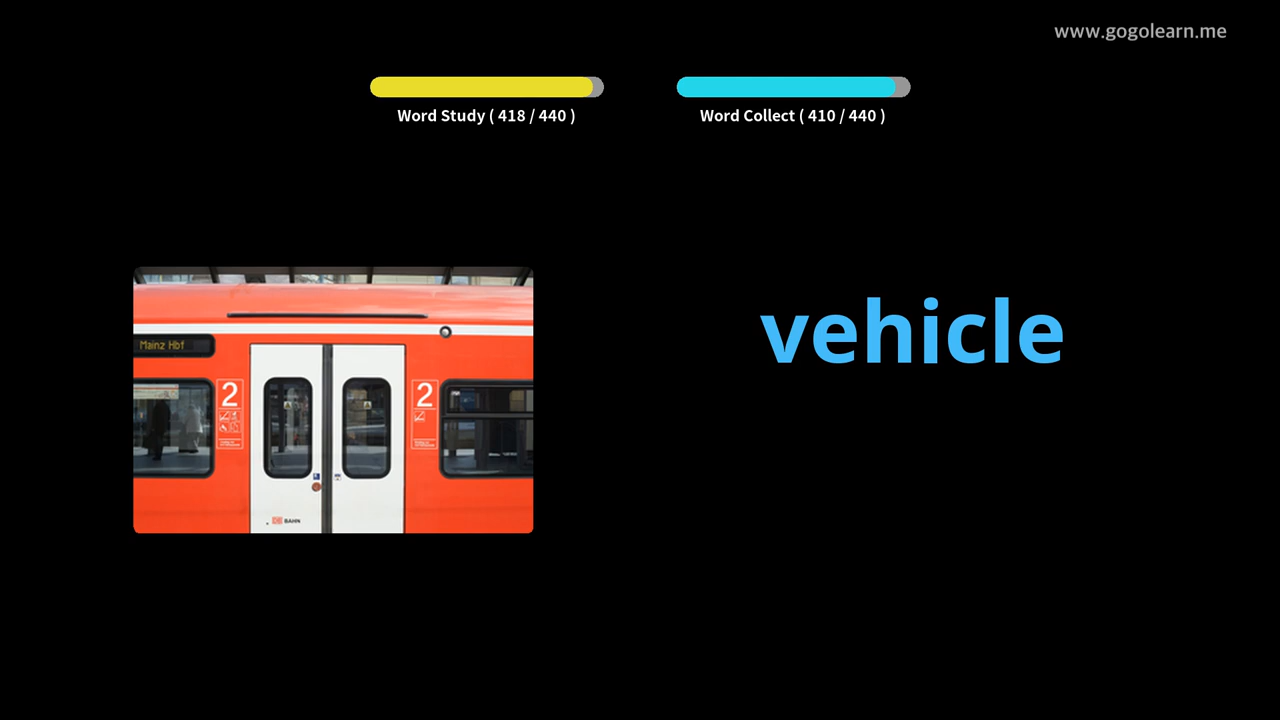 www.gogolearn.me
Word Study ( 418 / 440 )
Word Collect ( 410 / 440 )
vehicle
Mainz Hbf
2
2
DB BAHN